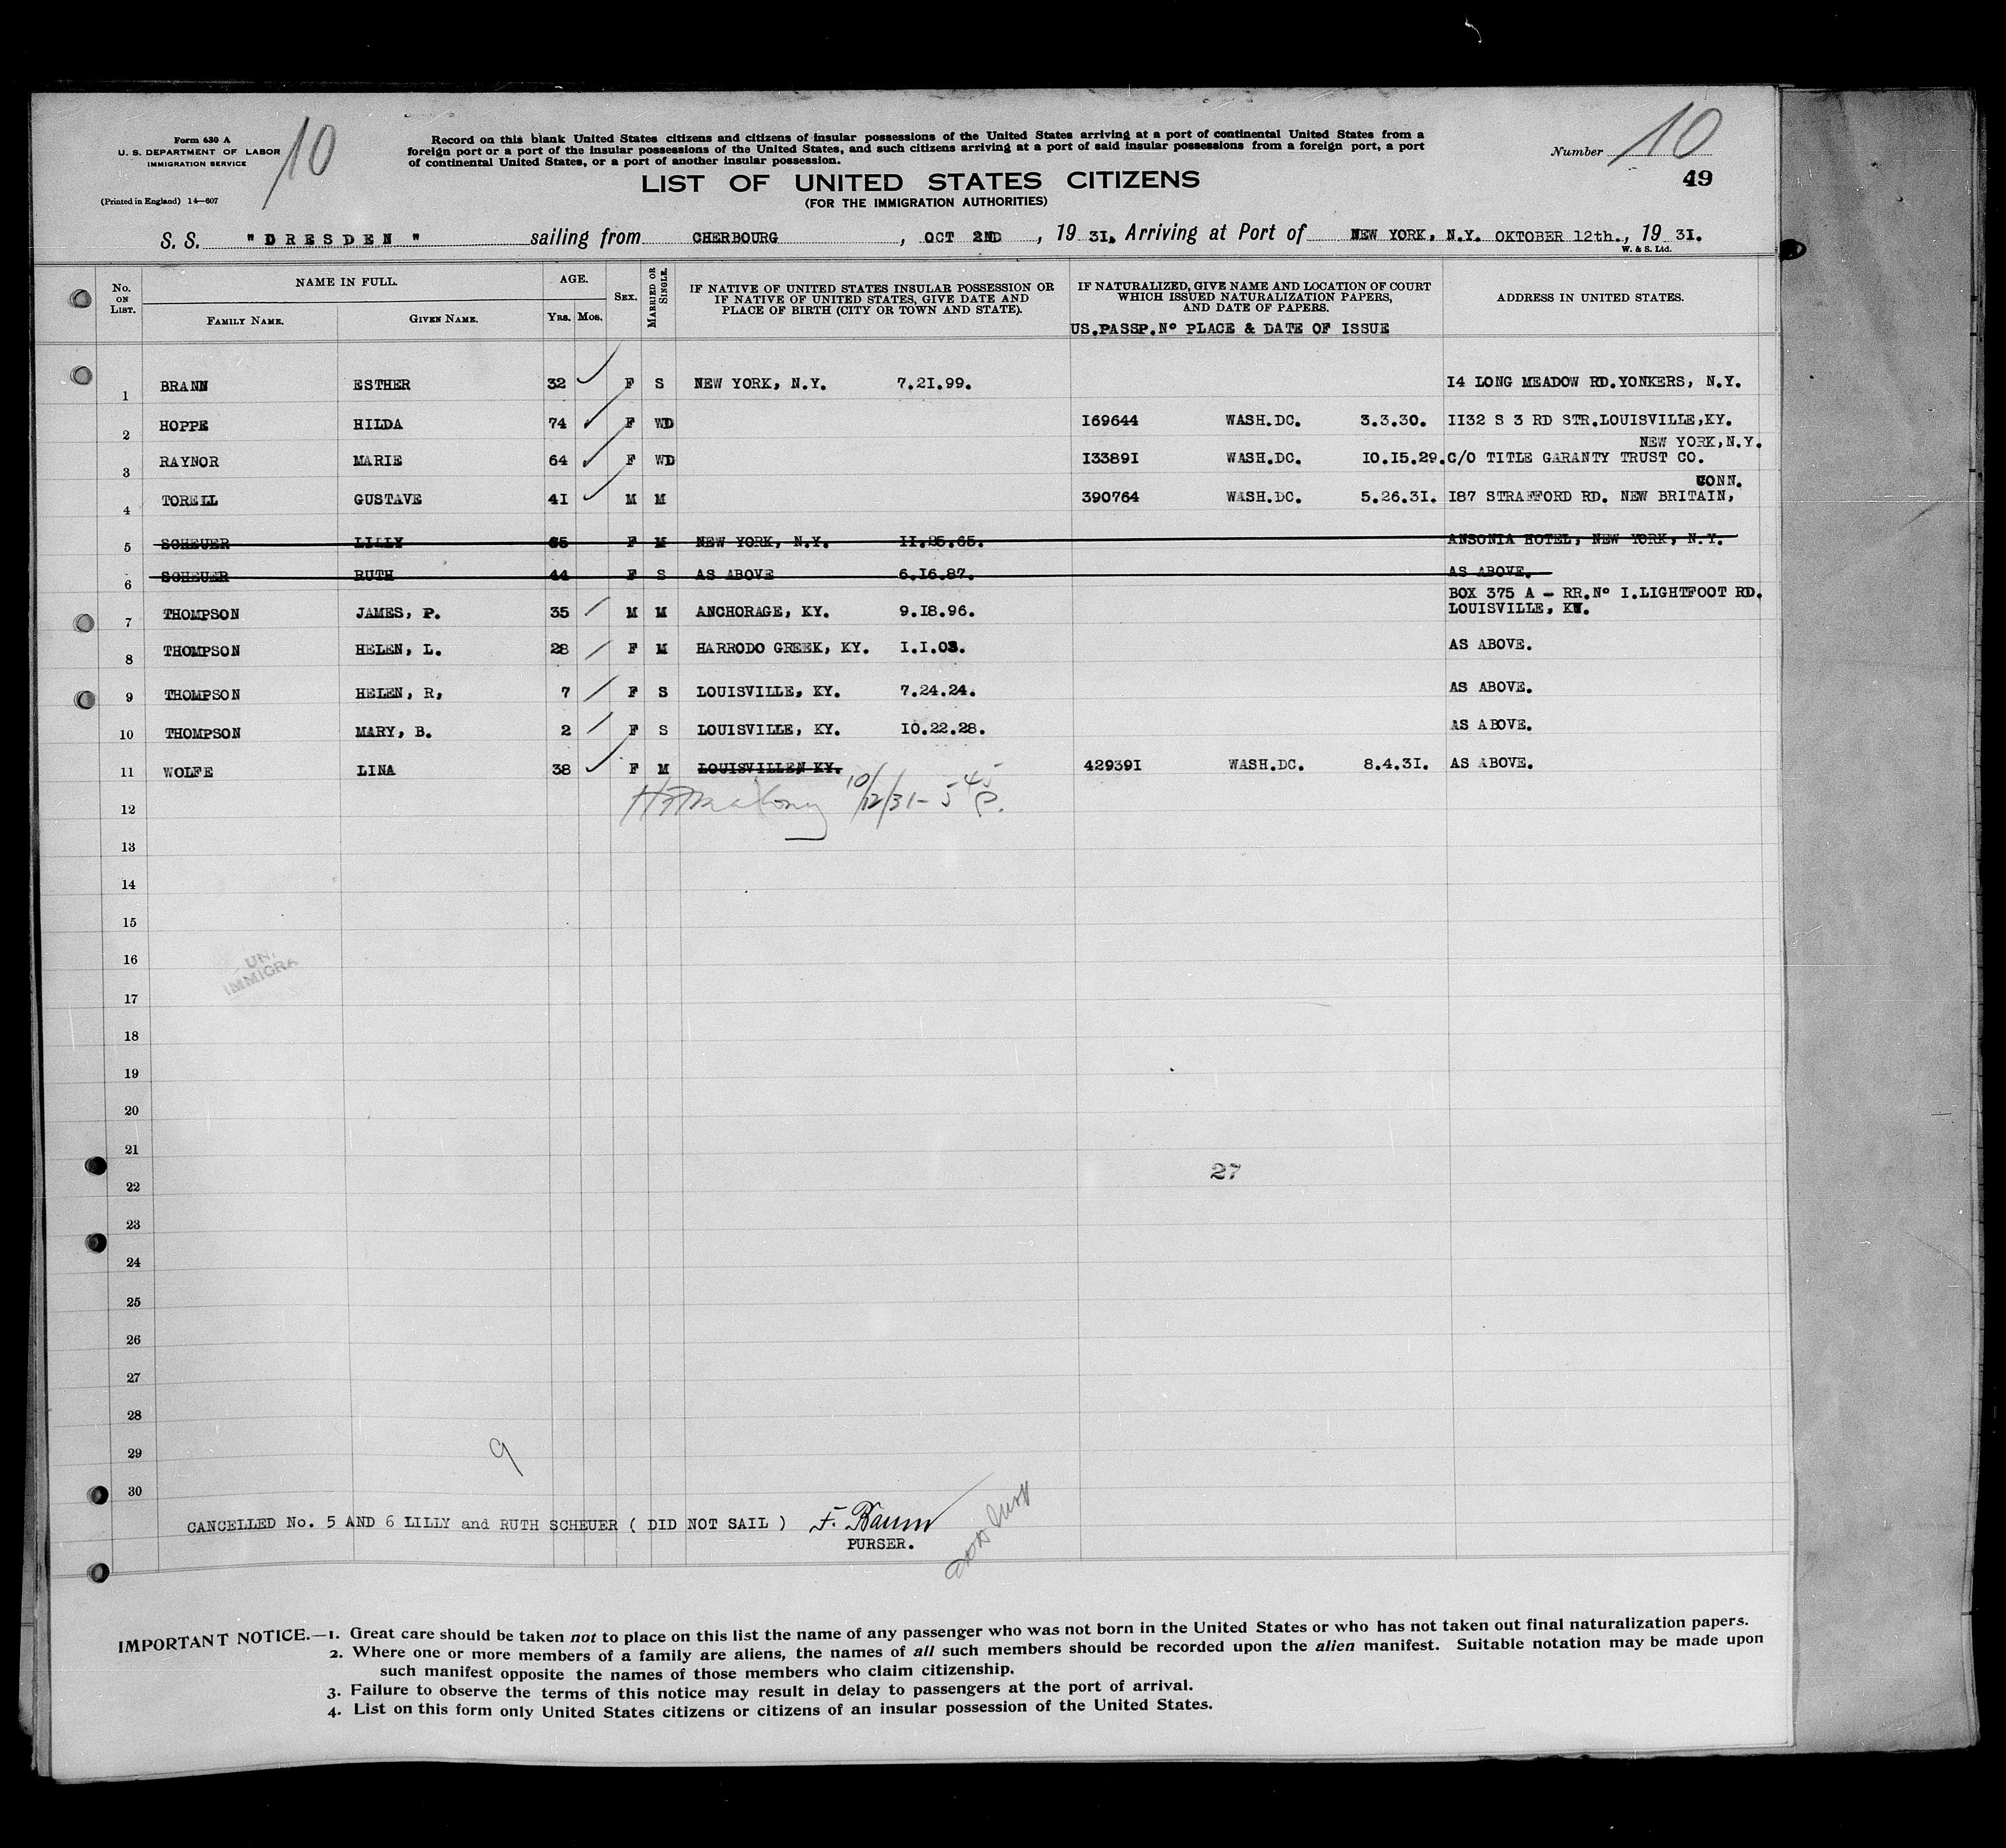 Form 630 A
U. S. DEPARTMENT OF LABOR
IMMIGRATION SERVICE
(Printed in England) 14—607
10
Record on this blank United States citizens and citizens of insular possessions of the United States arriving at a port of continental United States from a
foreign port or a port of the insular possessions of the United States, and such citizens arriving at a port of said insular possessions from a foreign port, a port
of continental United States, or a port of another insular possession.
Number 10
49
LIST OF UNITED STATES CITIZENS
(FOR THE IMMIGRATION AUTHORITIES)
S. S. "DRESDEN" sailing from CHERBOURG, OCT 2ND, 19 31, Arriving at Port of NEW YORK, N.Y. OKTOBER 12th., 19 31.
W. & S. Ltd.
No. ON LIST. NAME IN FULL. AGE. SEX. MARRIED OR SINGLE. IF NATIVE OF UNITED STATES INSULAR POSSESSION OR IF NATIVE OF UNITED STATES, GIVE DATE AND PLACE OF BIRTH (CITY OR TOWN AND STATE). IF NATURALIZED, GIVE NAME AND LOCATION OF COURT WHICH ISSUED NATURALIZATION PAPERS, AND DATE OF PAPERS. ADDRESS IN UNITED STATES.
FAMILY NAME. GIVEN NAME. YRS. MOS. US.PASSP.Nº PLACE & DATE OF ISSUE
1 BRANN ESTHER 32 F S NEW YORK, N.Y. 7.21.99. 14 LONG MEADOW RD.YONKERS, N.Y.
2 HOPPE HILDA 74 F WD 169644 WASH.DC. 3.3.30. 1132 S 3 RD STR.LOUISVILLE,KY.
NEW YORK,N.Y.
3 RAYNOR MARIE 64 F WD 133891 WASH.DC. 10.15.29. C/O TITLE GARANTY TRUST CO.
CONN.
4 TORELL GUSTAVE 41 M M 390764 WASH.DC. 5.26.31. 187 STRAFFORD RD. NEW BRITAIN,
5 SCHEUER LILLY 65 F M NEW YORK, N.Y. 11.25.65. ANSONIA HOTEL, NEW YORK, N.Y.
6 SCHEUER RUTH 44 F S AS ABOVE 6.16.87. AS ABOVE.
BOX 375 A - RR.Nº 1.LIGHTFOOT RD.
7 THOMPSON JAMES, P. 35 M M ANCHORAGE, KY. 9.18.96. LOUISVILLE, KY.
8 THOMPSON HELEN, L. 28 F M HARRODO GREEK, KY. 1.1.03. AS ABOVE.
9 THOMPSON HELEN, R, 7 F S LOUISVILLE, KY. 7.24.24. AS ABOVE.
10 THOMPSON MARY, B. 2 F S LOUISVILLE, KY. 10.22.28. AS ABOVE.
11 WOLFE LINA 38 F M LOUISVILLEN KY. 429391 WASH.DC. 8.4.31. AS ABOVE.
12 10/12/31 - 5 45 P.
13
14
15
16
UN.
IMMIGRA
17
18
19
20
21
27
22
23
24
25
26
27
28
29
9
30
CANCELLED No. 5 AND 6 LILLY and RUTH SCHEUER ( DID NOT SAIL ) F. Baum
PURSER.
IMPORTANT NOTICE.—1. Great care should be taken not to place on this list the name of any passenger who was not born in the United States or who has not taken out final naturalization papers.
2. Where one or more members of a family are aliens, the names of all such members should be recorded upon the alien manifest. Suitable notation may be made upon
such manifest opposite the names of those members who claim citizenship.
3. Failure to observe the terms of this notice may result in delay to passengers at the port of arrival.
4. List on this form only United States citizens or citizens of an insular possession of the United States.